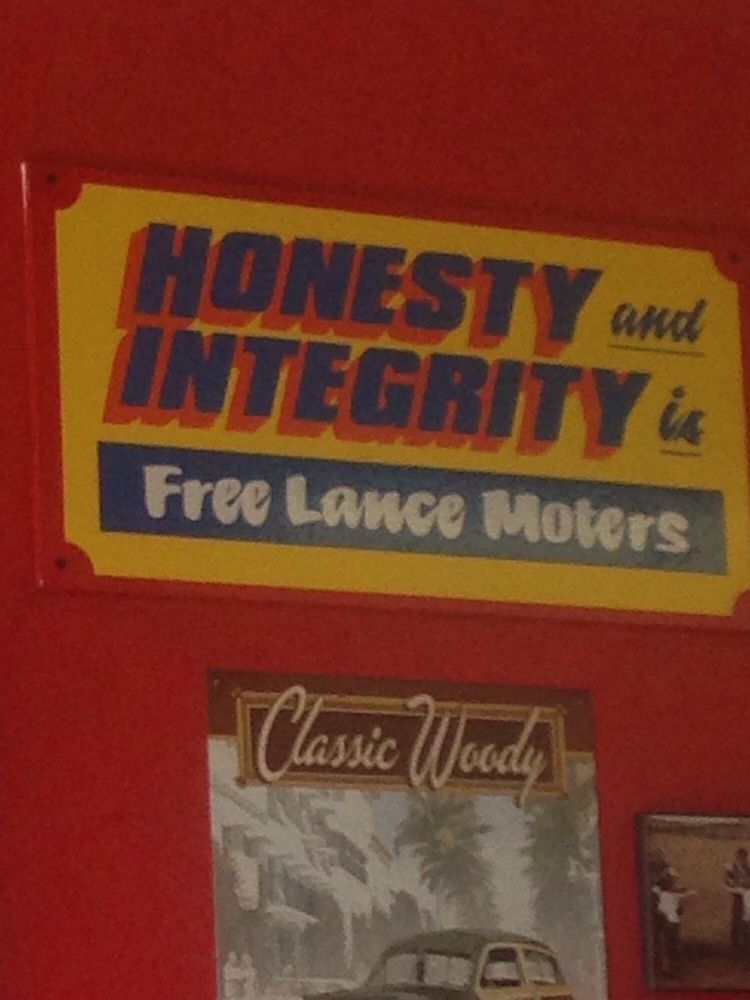 HONESTY and
INTEGRITY is
Free Lance Moters
Classic Woody